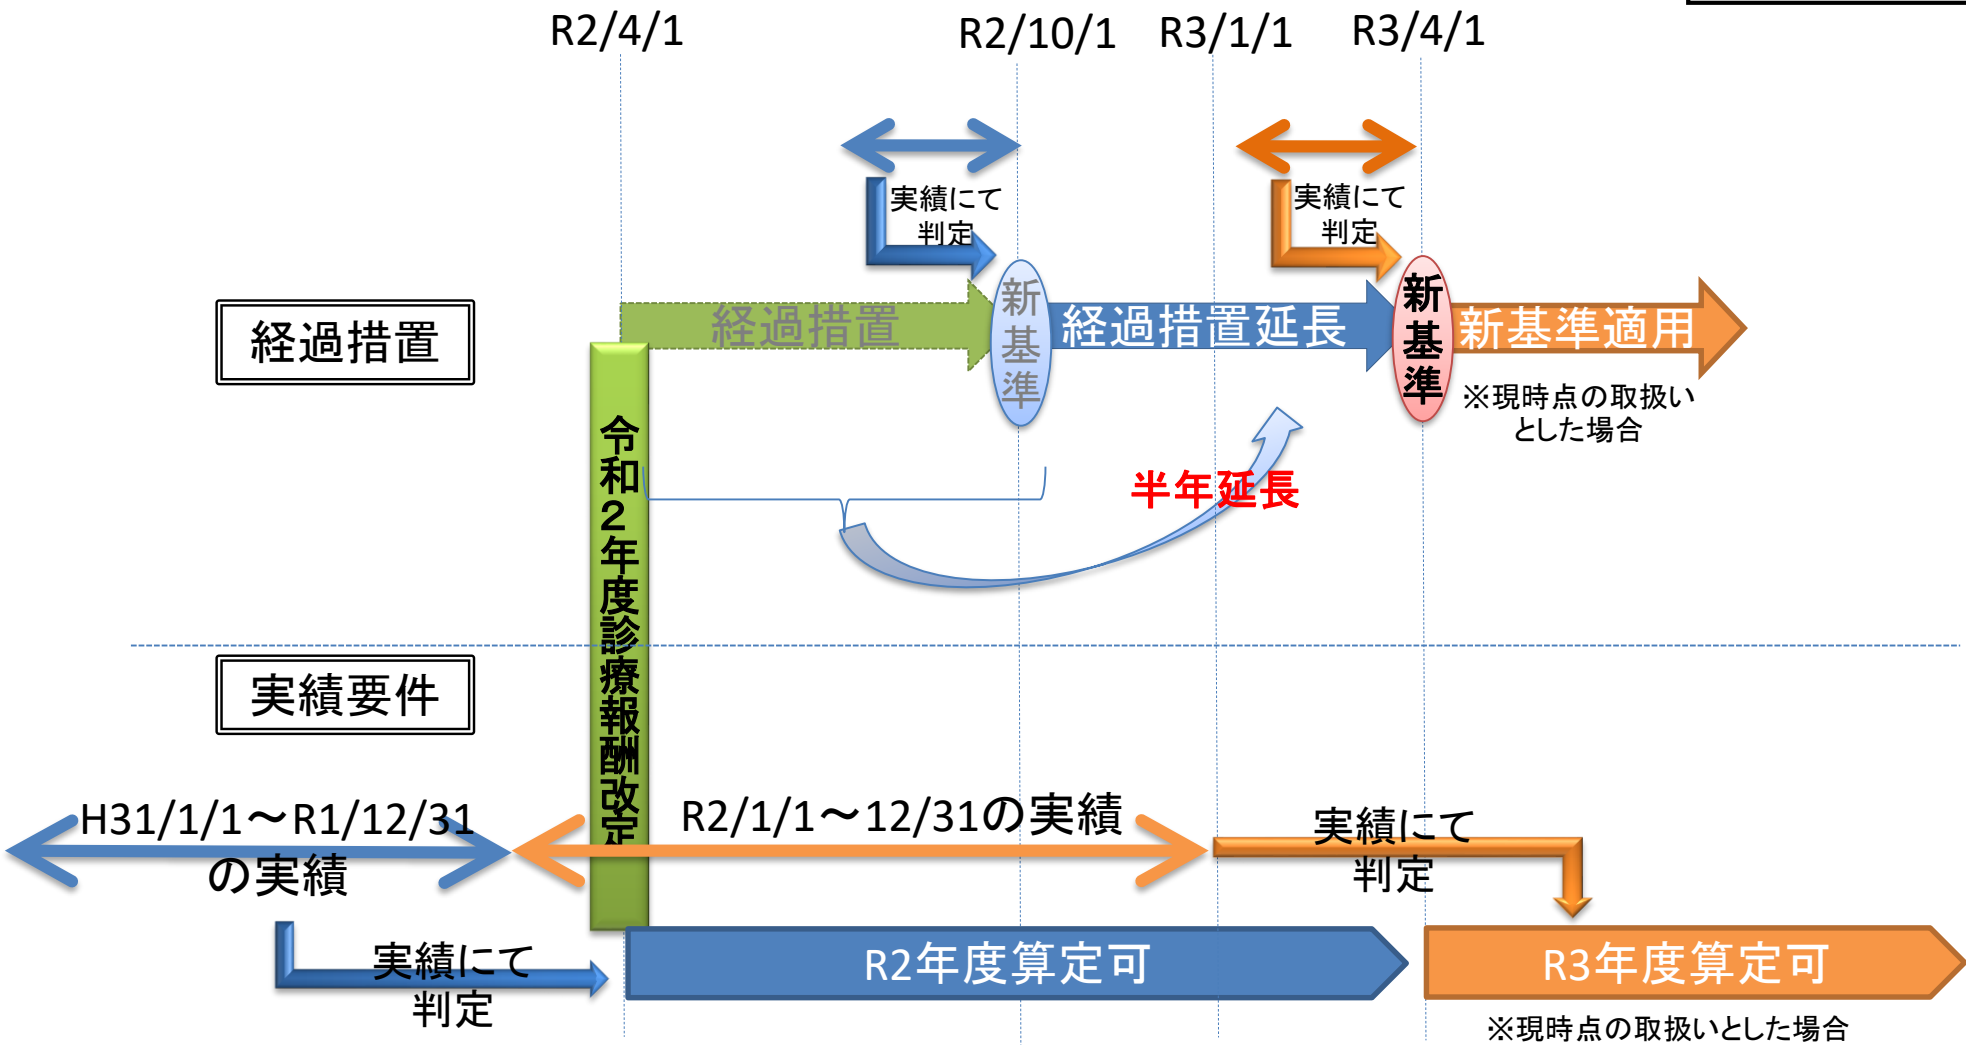 R2/4/1
R2/10/1
R3/1/1
R3/4/1
実績にて
判定
実績にて
判定
経過措置
経過措置
新基準
経過措置延長
新基準
新基準適用
※現時点の取扱い
とした場合
半年延長
令和2年度診療報酬改定
実績要件
H31/1/1～R1/12/31
の実績
R2/1/1～12/31の実績
実績にて
判定
実績にて
判定
R2年度算定可
R3年度算定可
※現時点の取扱いとした場合